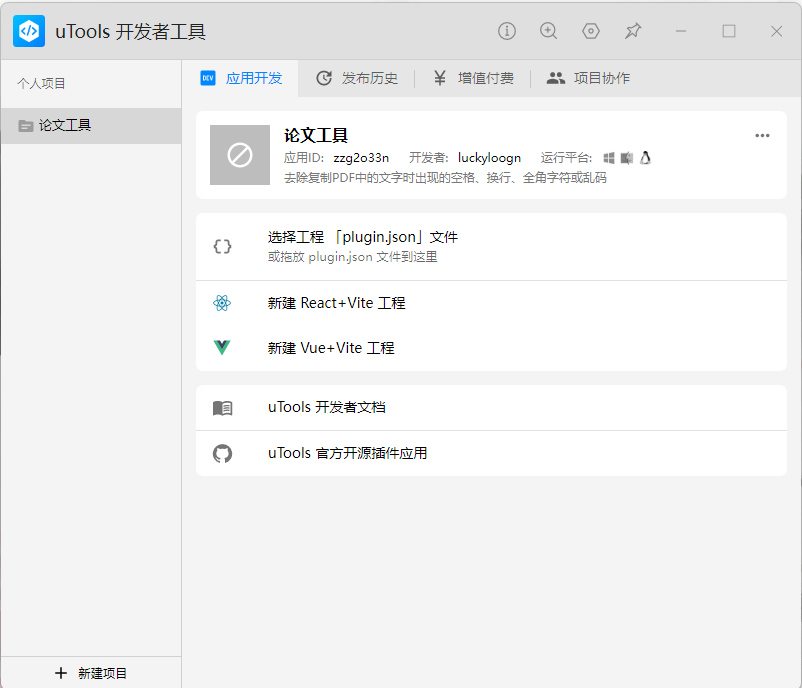 uTools 开发者工具
个人项目
论文工具
DEV 应用开发
发布历史
增值付费
项目协作
论文工具
应用ID: zzg2o33n 开发者: luckyloogn 运行平台:
去除复制PDF中的文字时出现的空格、换行、全角字符或乱码
选择工程 「plugin.json」文件
或拖放 plugin.json 文件到这里
新建 React+Vite 工程
新建 Vue+Vite 工程
uTools 开发者文档
uTools 官方开源插件应用
新建项目